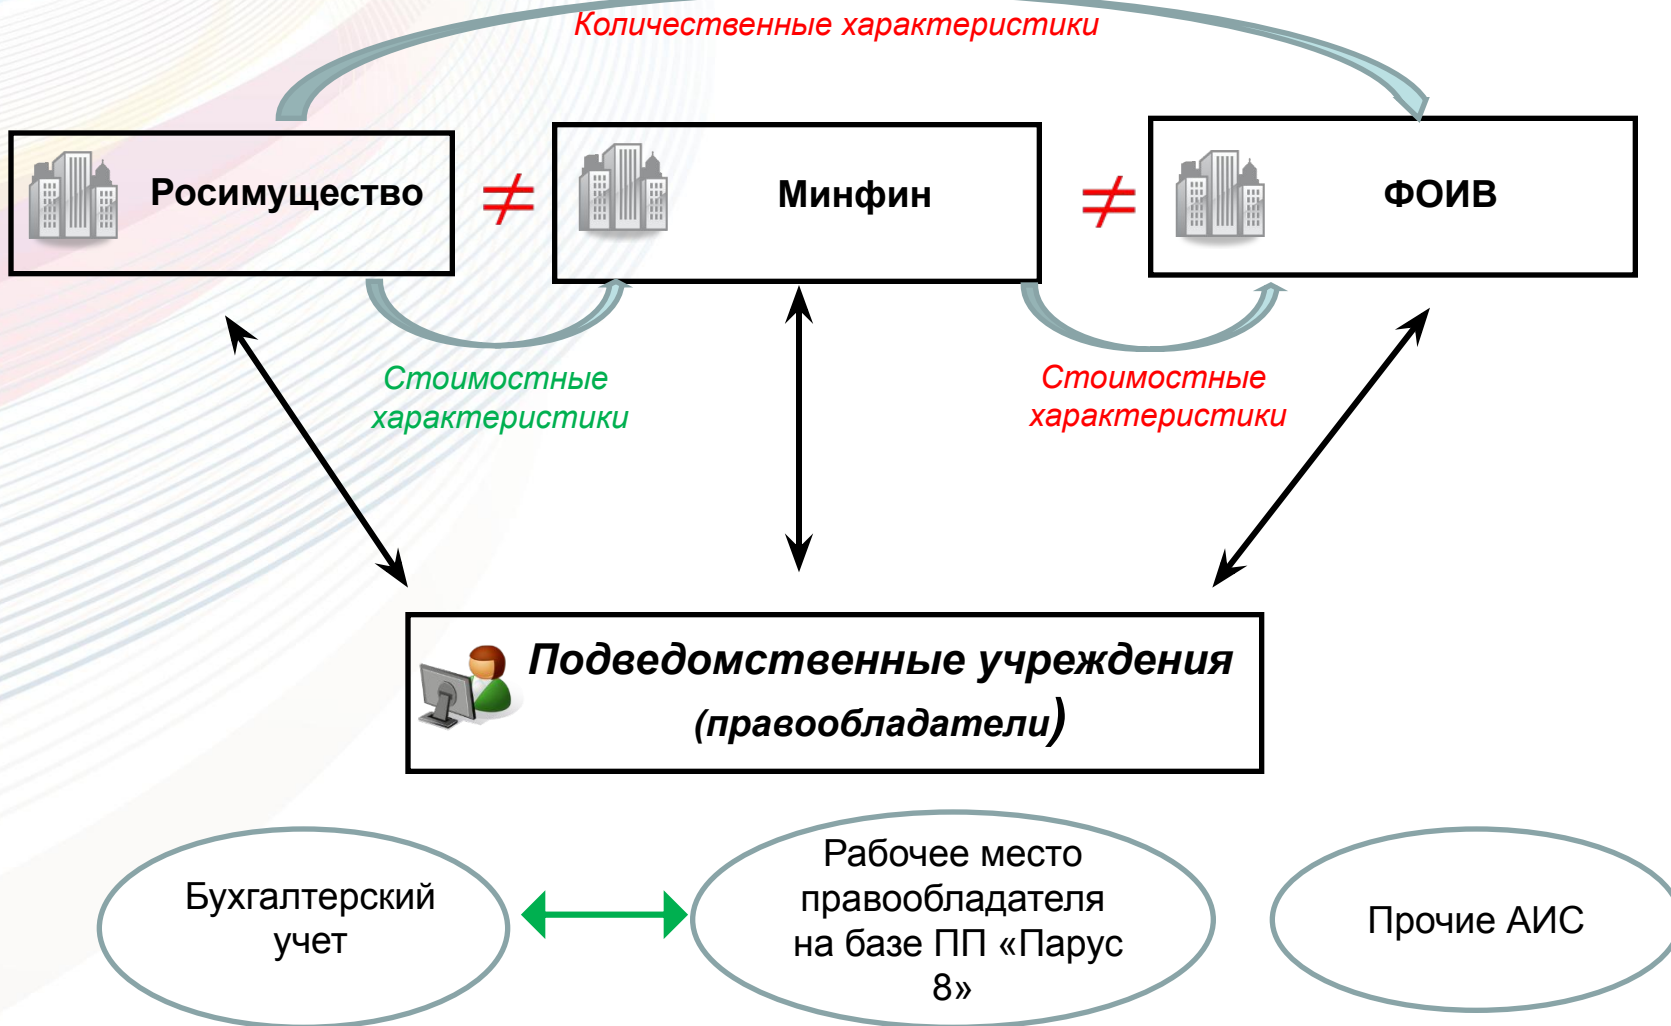 Количественные характеристики
Росимущество
≠
Минфин
≠
ФОИВ
Стоимостные
характеристики
Стоимостные
характеристики
Подведомственные учреждения
(правообладатели)
Бухгалтерский
учет
Рабочее место
правообладателя
на базе ПП «Парус
8»
Прочие АИС